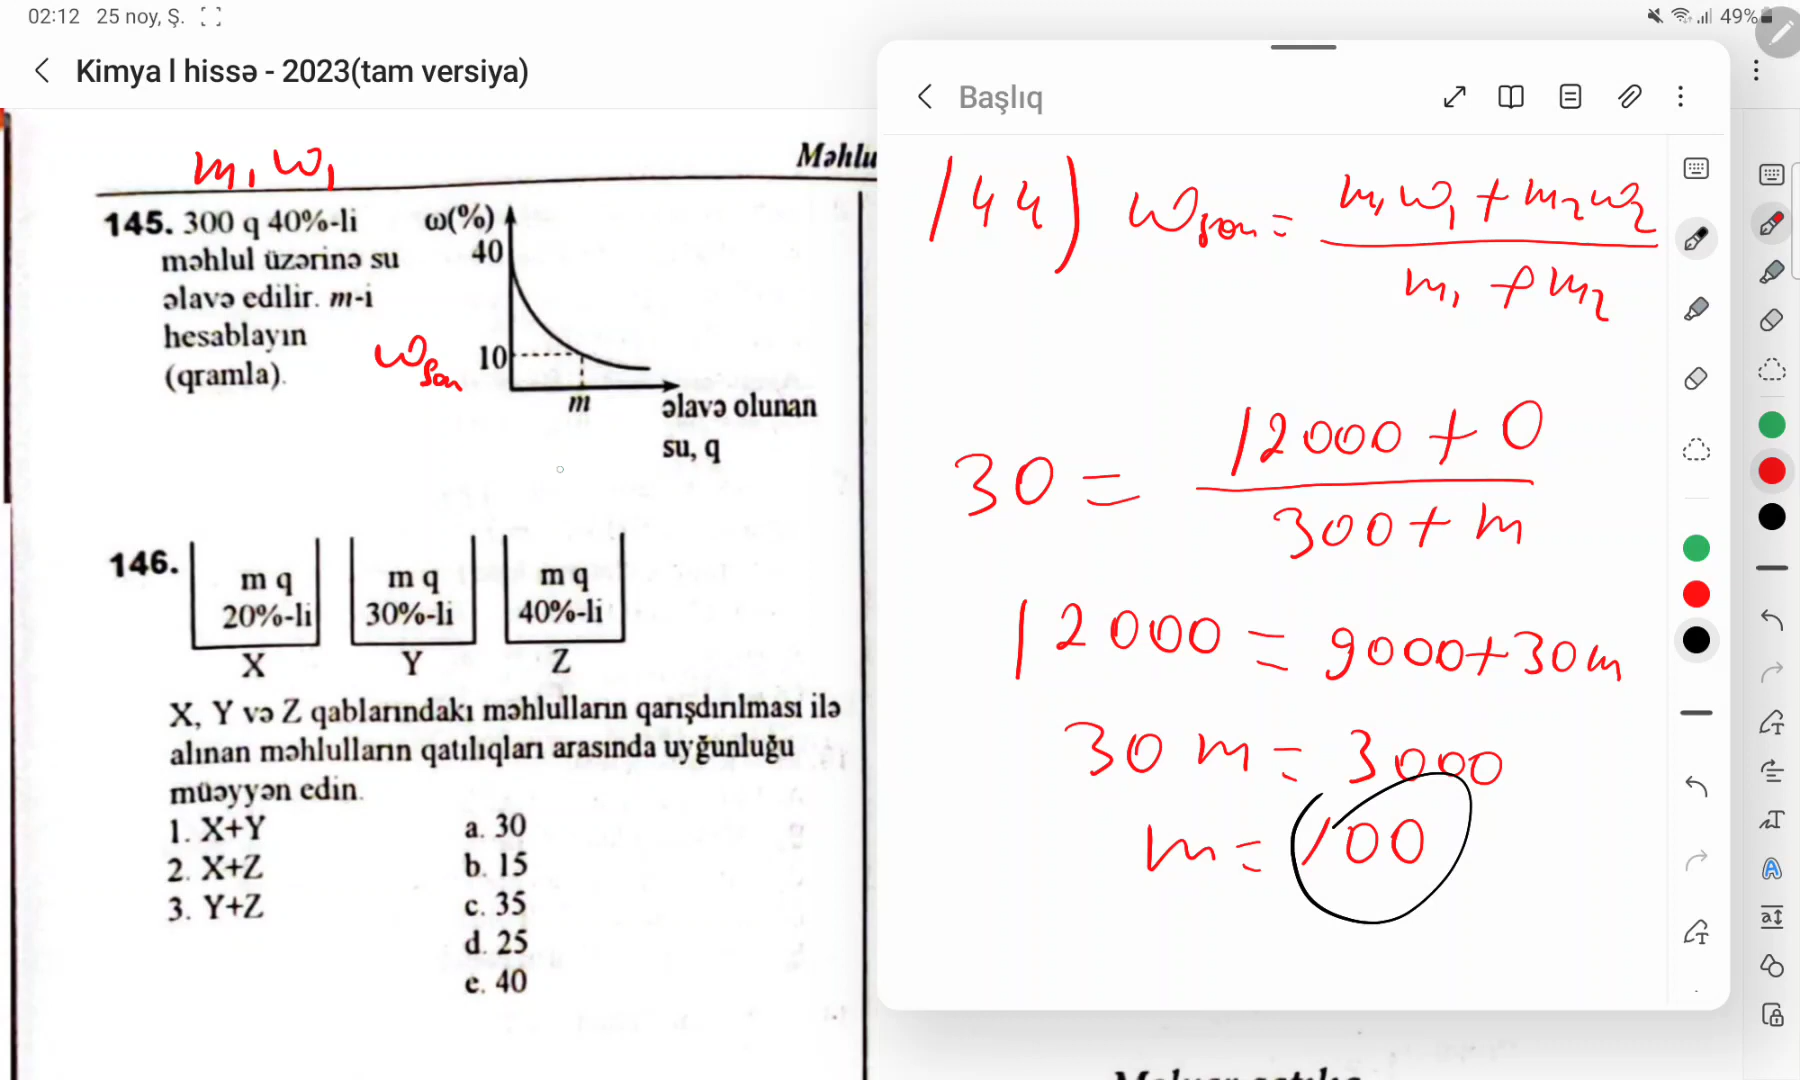 02:12 25 noy, Ş.
49%
Kimya I hissə - 2023(tam versiya)
Başlıq
m₁ ω₁
Məhlu
145. 300 q 40%-li
məhlul üzərinə su
əlavə edilir. m-i
hesablayın
(qramla).
ω(%)
40
10
ωson
m
əlavə olunan
su, q
146.
m q
20%-li
X
m q
30%-li
Y
m q
40%-li
Z
X, Y və Z qablarındakı məhlulların qarışdırılması ilə
alınan məhlulların qatılıqları arasında uyğunluğu
müəyyən edin.
1. X+Y
2. X+Z
3. Y+Z
a. 30
b. 15
c. 35
d. 25
e. 40
144) ωson = m₁ω₁ + m₂ω₂
m₁ + m₂
30 = 12000 + 0
300 + m
12000 = 9000 + 30m
30 m = 3000
m = 100